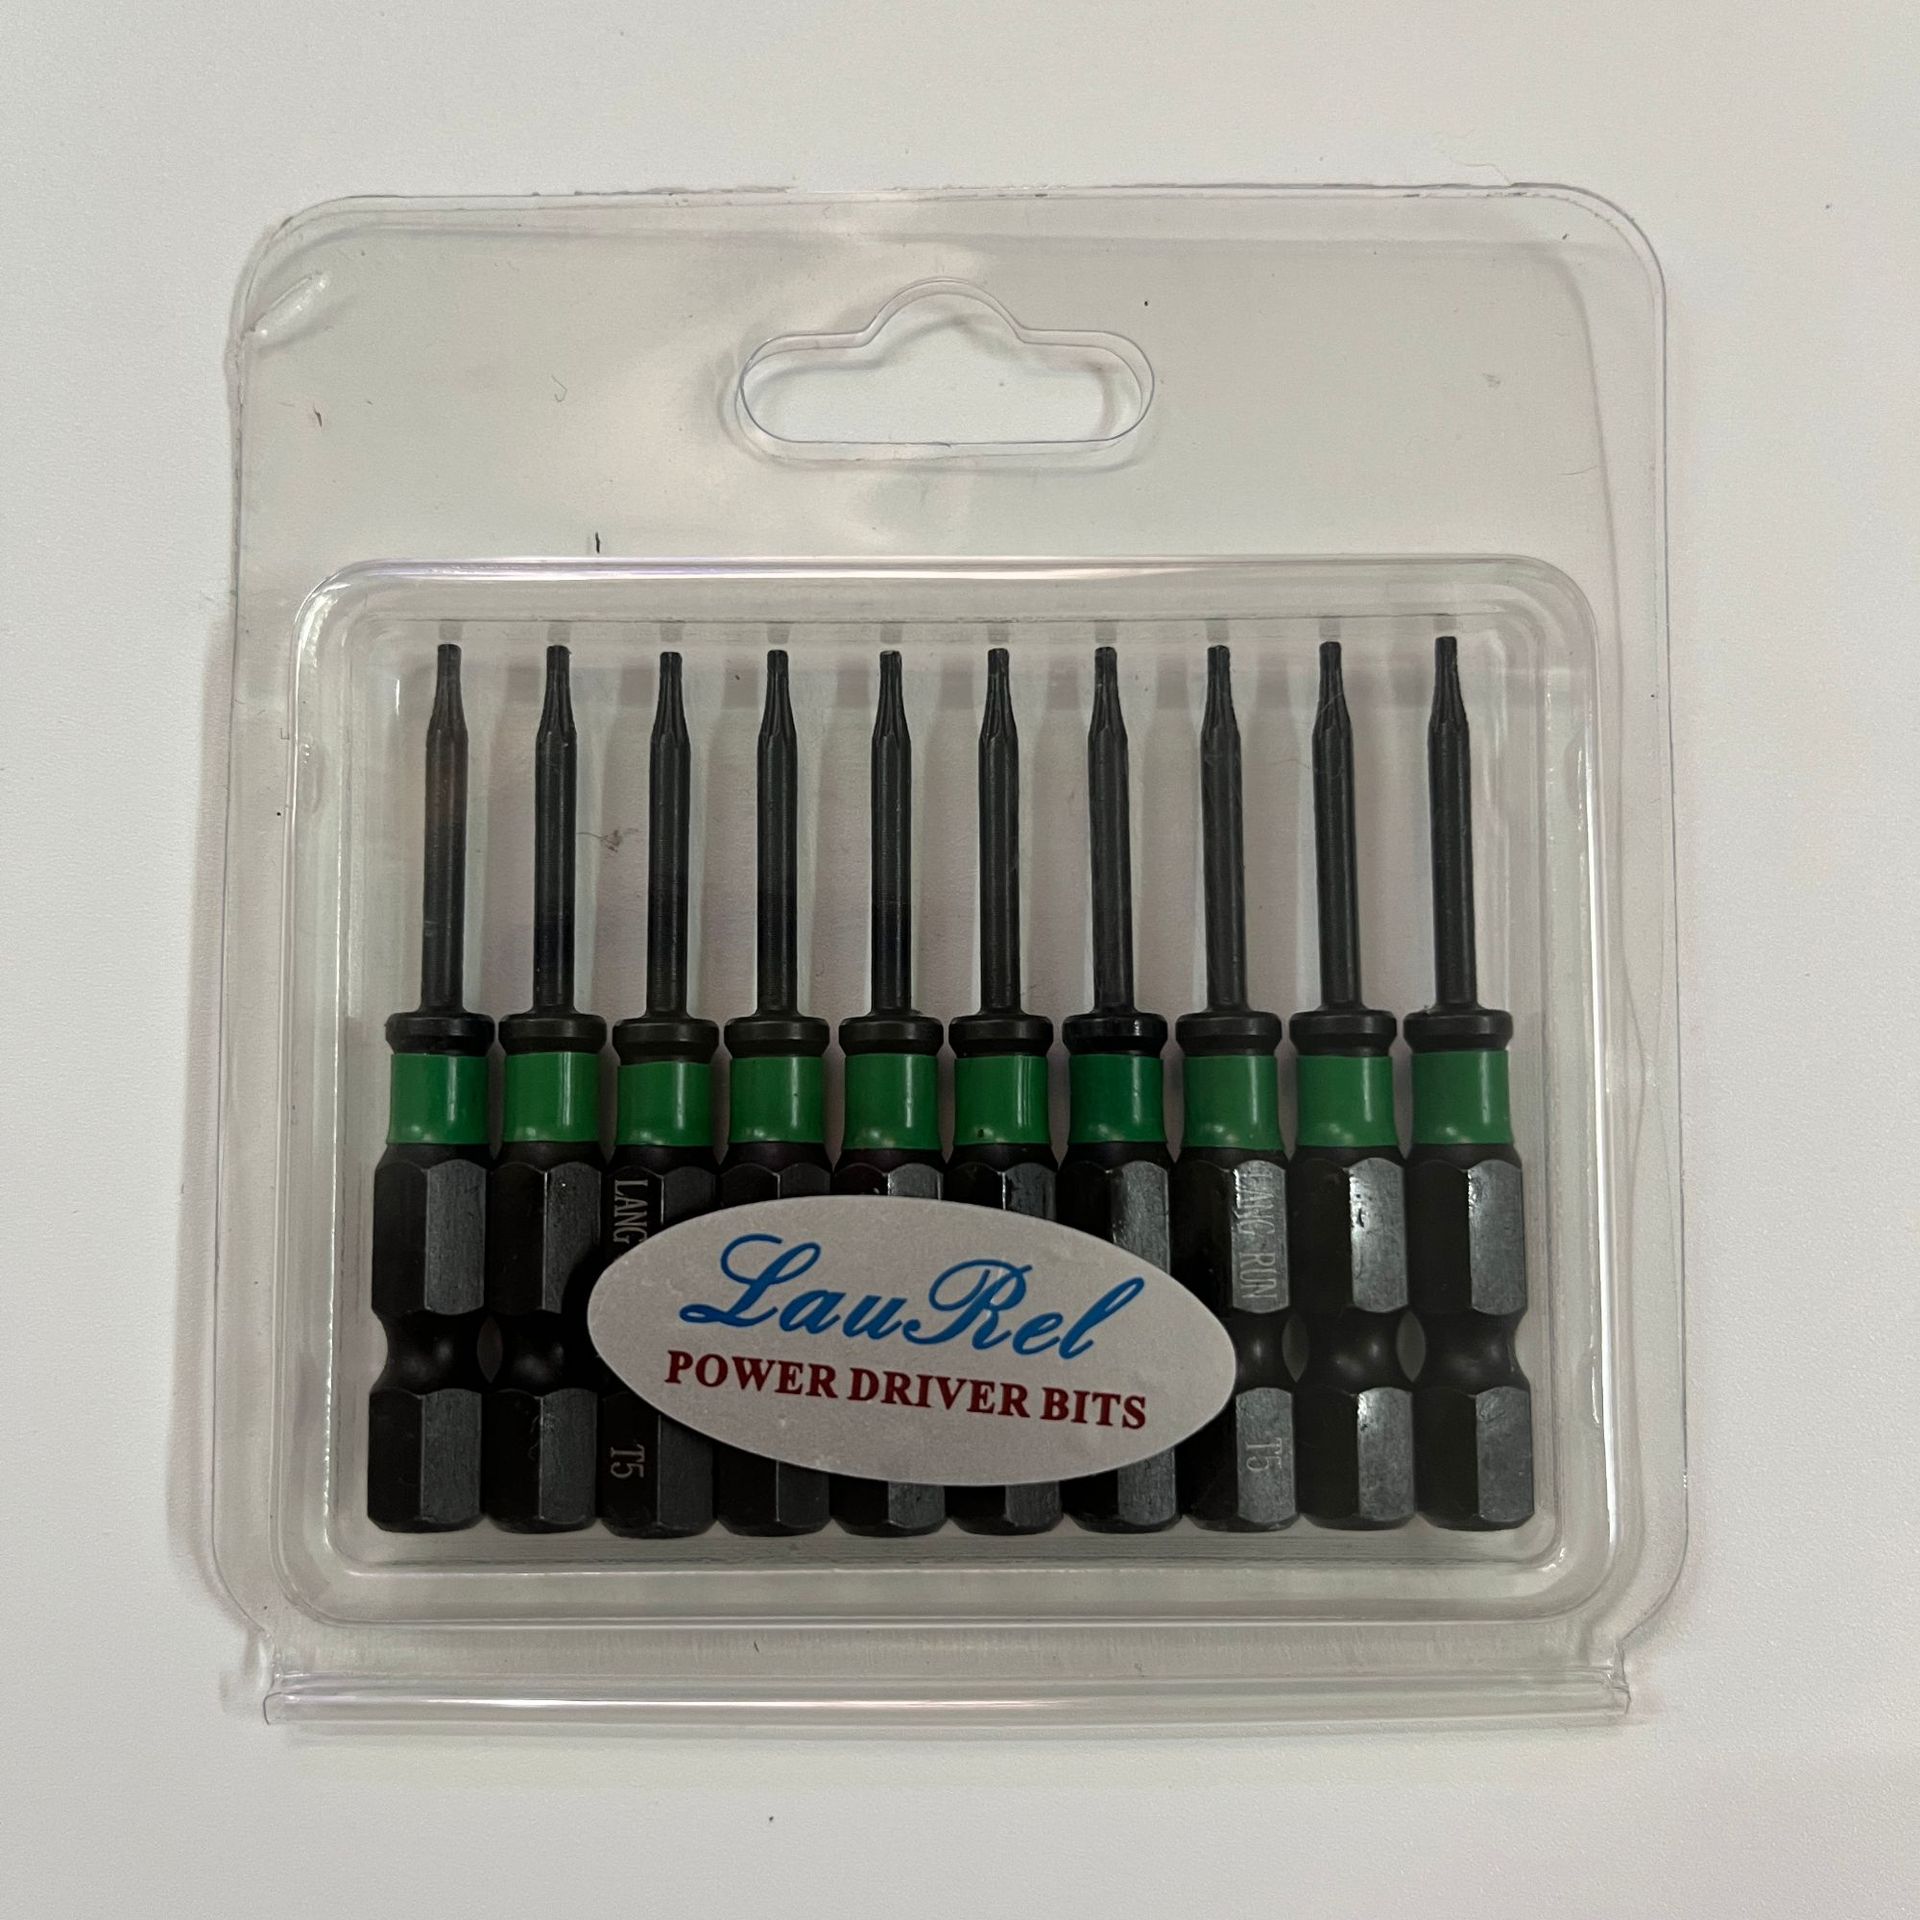 LANG
LANG RUN
LauRel
POWER DRIVER BITS
T5
T5